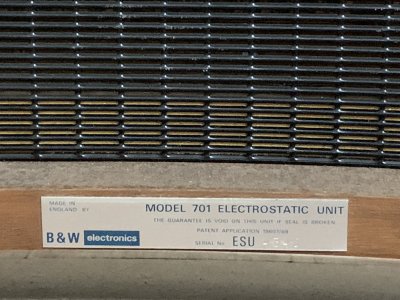 MADE IN
ENGLAND BY
MODEL 701 ELECTROSTATIC UNIT
THE GUARANTEE IS VOID ON THIS UNIT IF SEAL IS BROKEN
PATENT APPLICATION
B & W electronics
SERIAL No. ESU